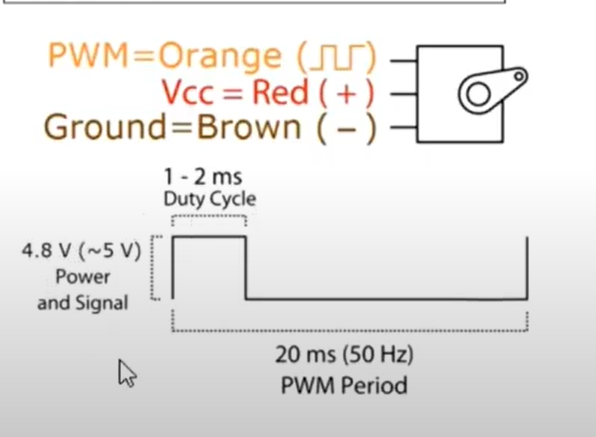 PWM=Orange (⎍⎍)
Vcc = Red ( + )
Ground=Brown ( − )
1 - 2 ms
Duty Cycle
4.8 V (~5 V)
Power
and Signal
20 ms (50 Hz)
PWM Period